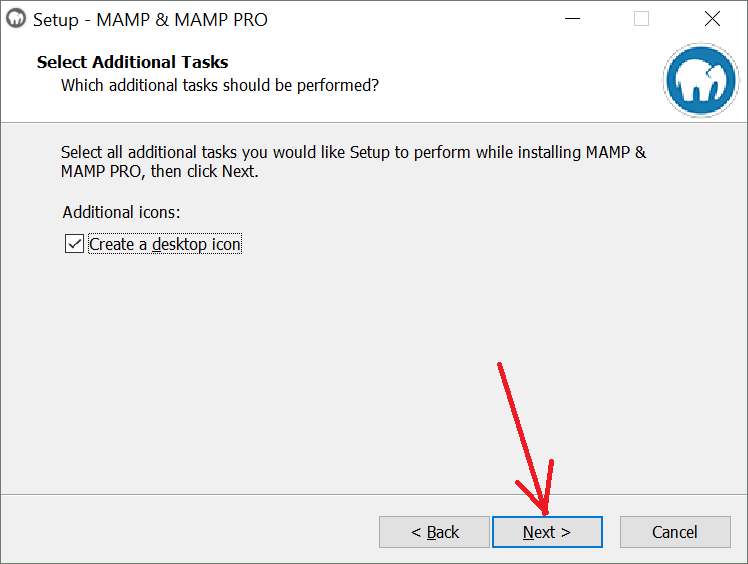 Setup - MAMP & MAMP PRO
Select Additional Tasks
Which additional tasks should be performed?
Select all additional tasks you would like Setup to perform while installing MAMP &
MAMP PRO, then click Next.
Additional icons:
Create a desktop icon
< Back
Next >
Cancel